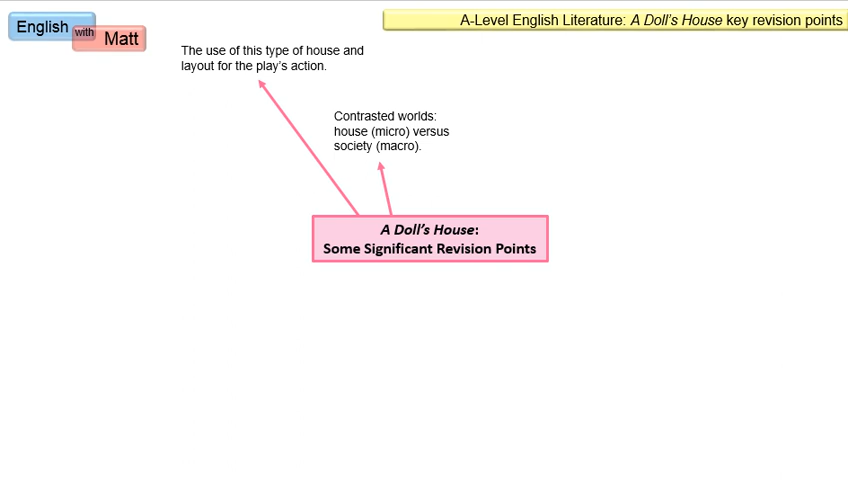 English with Matt
A-Level English Literature: A Doll's House key revision points
The use of this type of house and
layout for the play's action.
Contrasted worlds:
house (micro) versus
society (macro).
A Doll's House:
Some Significant Revision Points